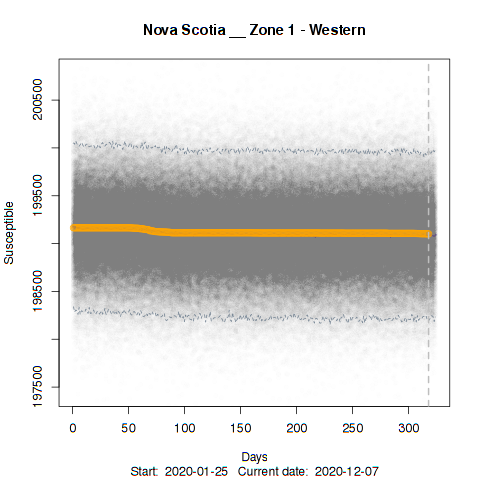 Nova Scotia __ Zone 1 - Western
200500
199500
198500
197500
Susceptible
0 50 100 150 200 250 300
Days
Start: 2020-01-25 Current date: 2020-12-07